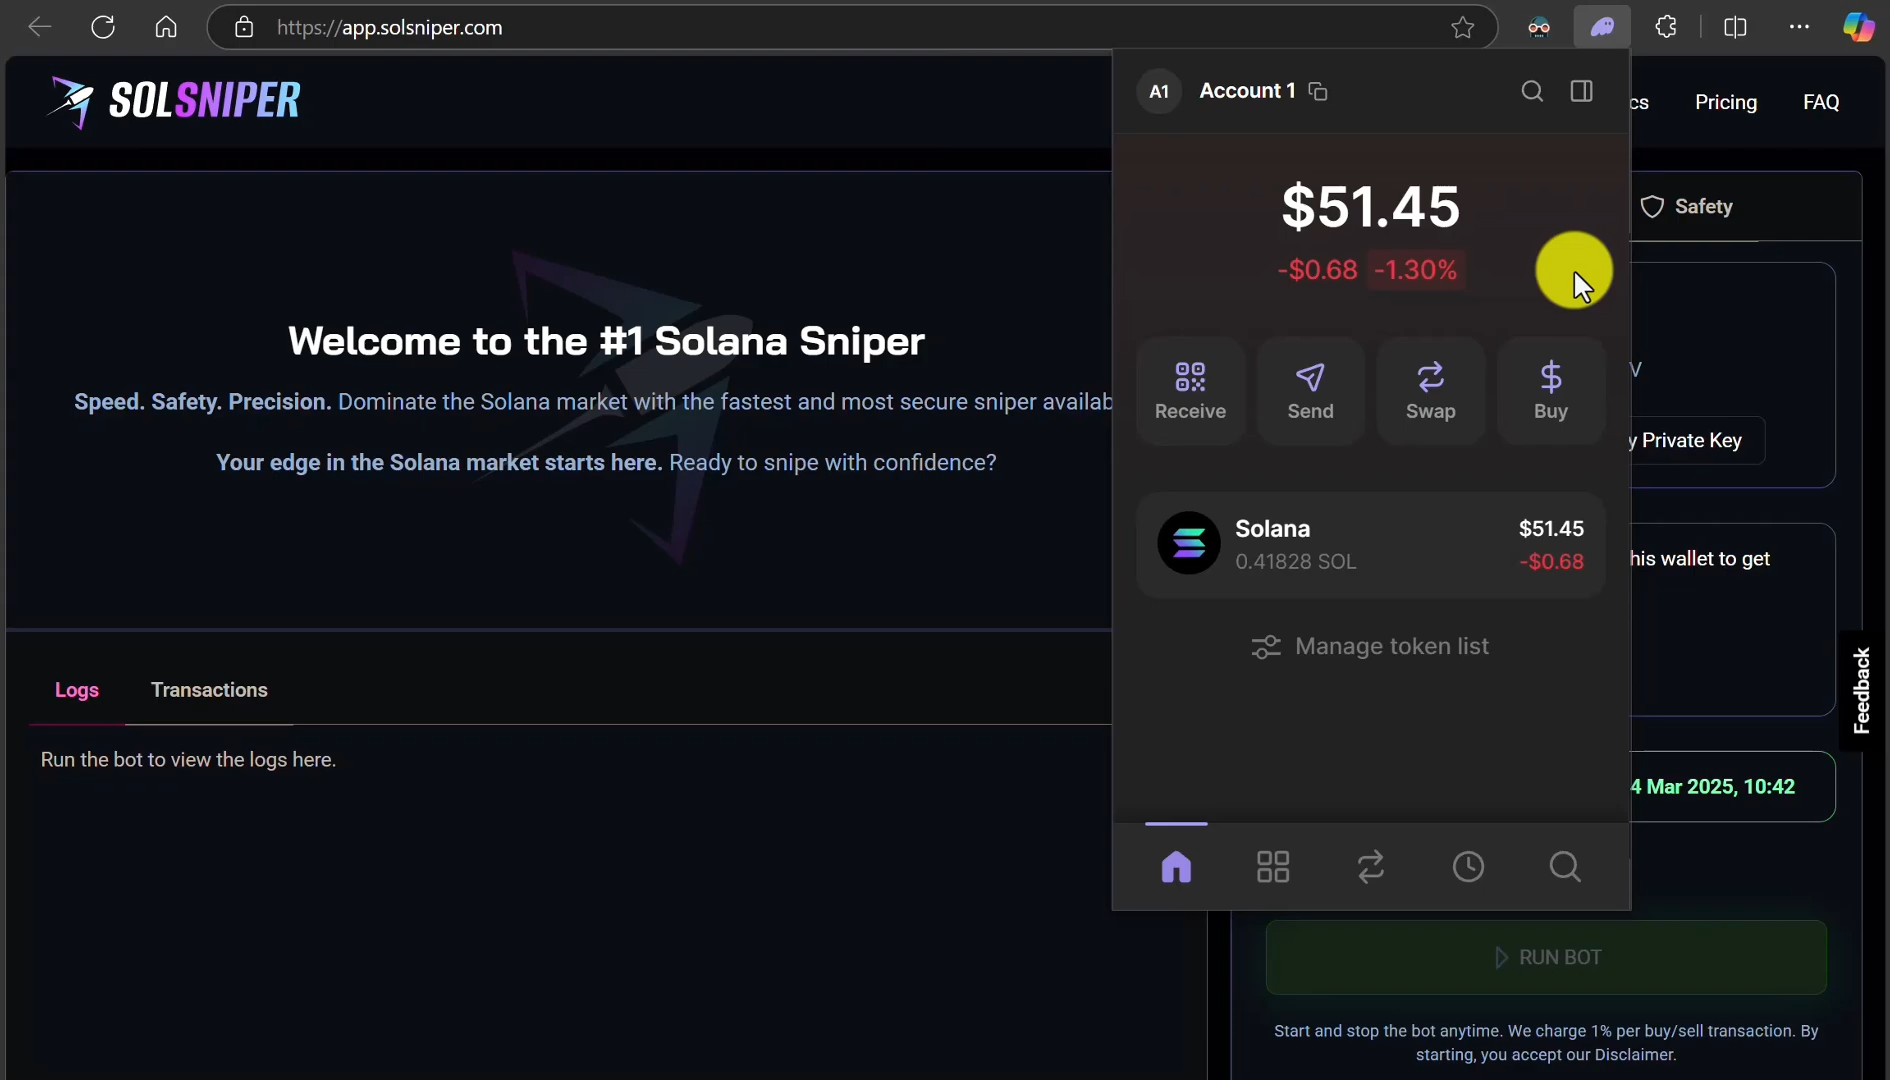 https://app.solsniper.com
SOLSNIPER
Pricing
FAQ
A1
Account 1
$51.45
-$0.68 -1.30%
Safety
Welcome to the #1 Solana Sniper
Speed. Safety. Precision. Dominate the Solana market with the fastest and most secure sniper availab
Your edge in the Solana market starts here. Ready to snipe with confidence?
Receive
Send
Swap
Buy
y Private Key
Solana
$51.45
0.41828 SOL
-$0.68
his wallet to get
Manage token list
Feedback
Logs
Transactions
Run the bot to view the logs here.
4 Mar 2025, 10:42
RUN BOT
Start and stop the bot anytime. We charge 1% per buy/sell transaction. By
starting, you accept our Disclaimer.